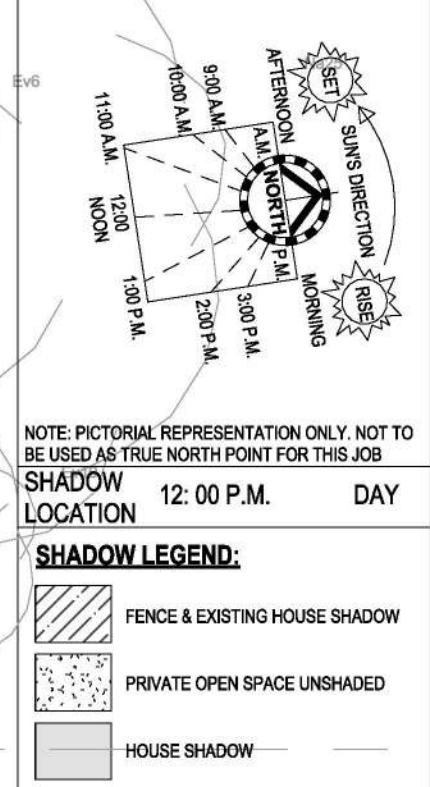 Ev6
SET
AFTERNOON
SUN'S DIRECTION
RISE
MORNING
9:00 A.M.
10:00 A.M.
11:00 A.M.
12:00
NOON
1:00 P.M.
2:00 P.M.
3:00 P.M.
A.M.
NORTH
P.M.
NOTE: PICTORIAL REPRESENTATION ONLY. NOT TO
BE USED AS TRUE NORTH POINT FOR THIS JOB
SHADOW
LOCATION
12: 00 P.M.
DAY
SHADOW LEGEND:
FENCE & EXISTING HOUSE SHADOW
PRIVATE OPEN SPACE UNSHADED
HOUSE SHADOW